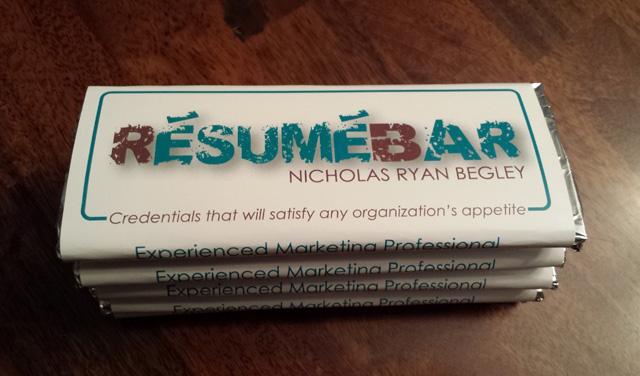 RÉSUMÉBAR
NICHOLAS RYAN BEGLEY
Credentials that will satisfy any organization's appetite
Experienced Marketing Professional
Experienced Marketing Professional
Experienced Marketing Professional
Experienced Marketing Professional